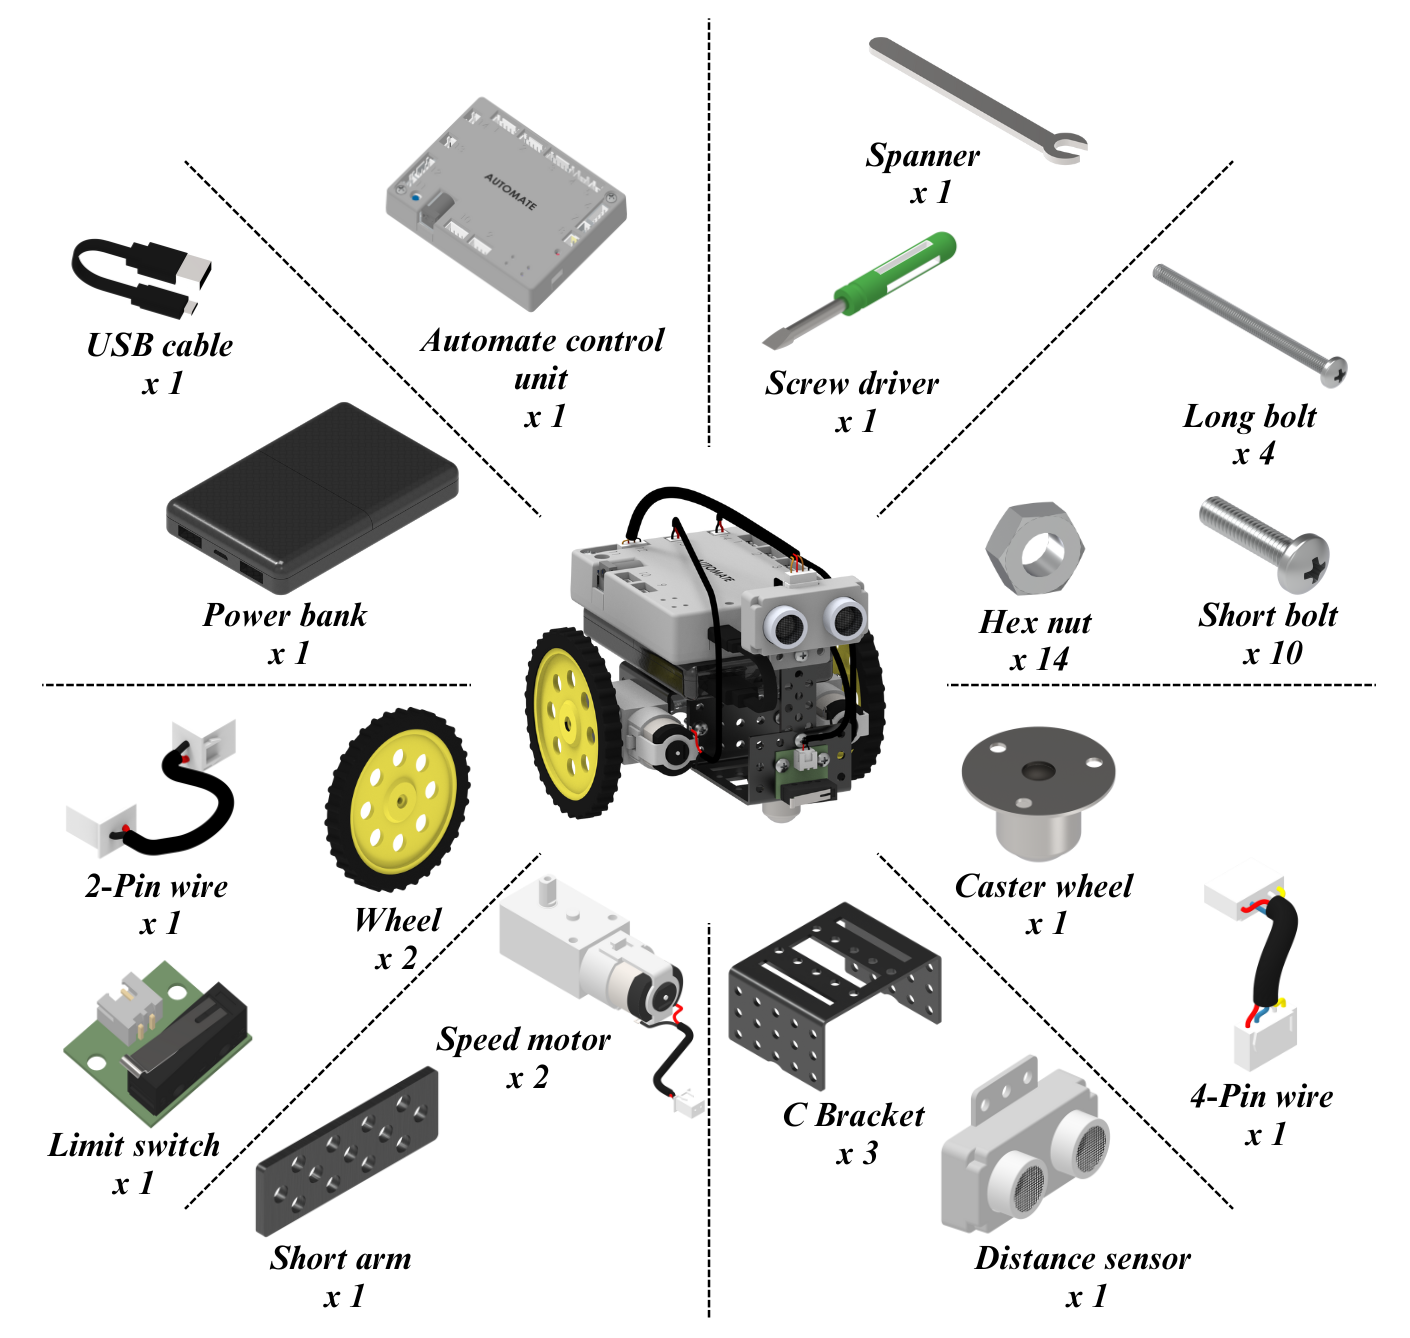 AUTOMATE
Spanner
x 1
USB cable
x 1
Automate control
unit
x 1
Screw driver
x 1
Long bolt
x 4
Power bank
x 1
AUTOMATE
Hex nut
x 14
Short bolt
x 10
2-Pin wire
x 1
Wheel
x 2
Caster wheel
x 1
Speed motor
x 2
C Bracket
x 3
4-Pin wire
x 1
Limit switch
x 1
Short arm
x 1
Distance sensor
x 1